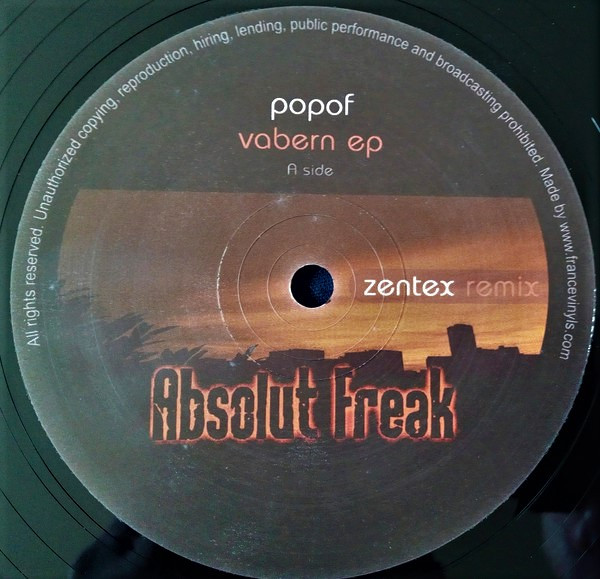 All rights reserved. Unauthorized copying, reproduction, hiring, lending, public performance and broadcasting prohibited. Made by www.francevinyls.com
popof
vabern ep
A side
zentex remix
Absolut Freak